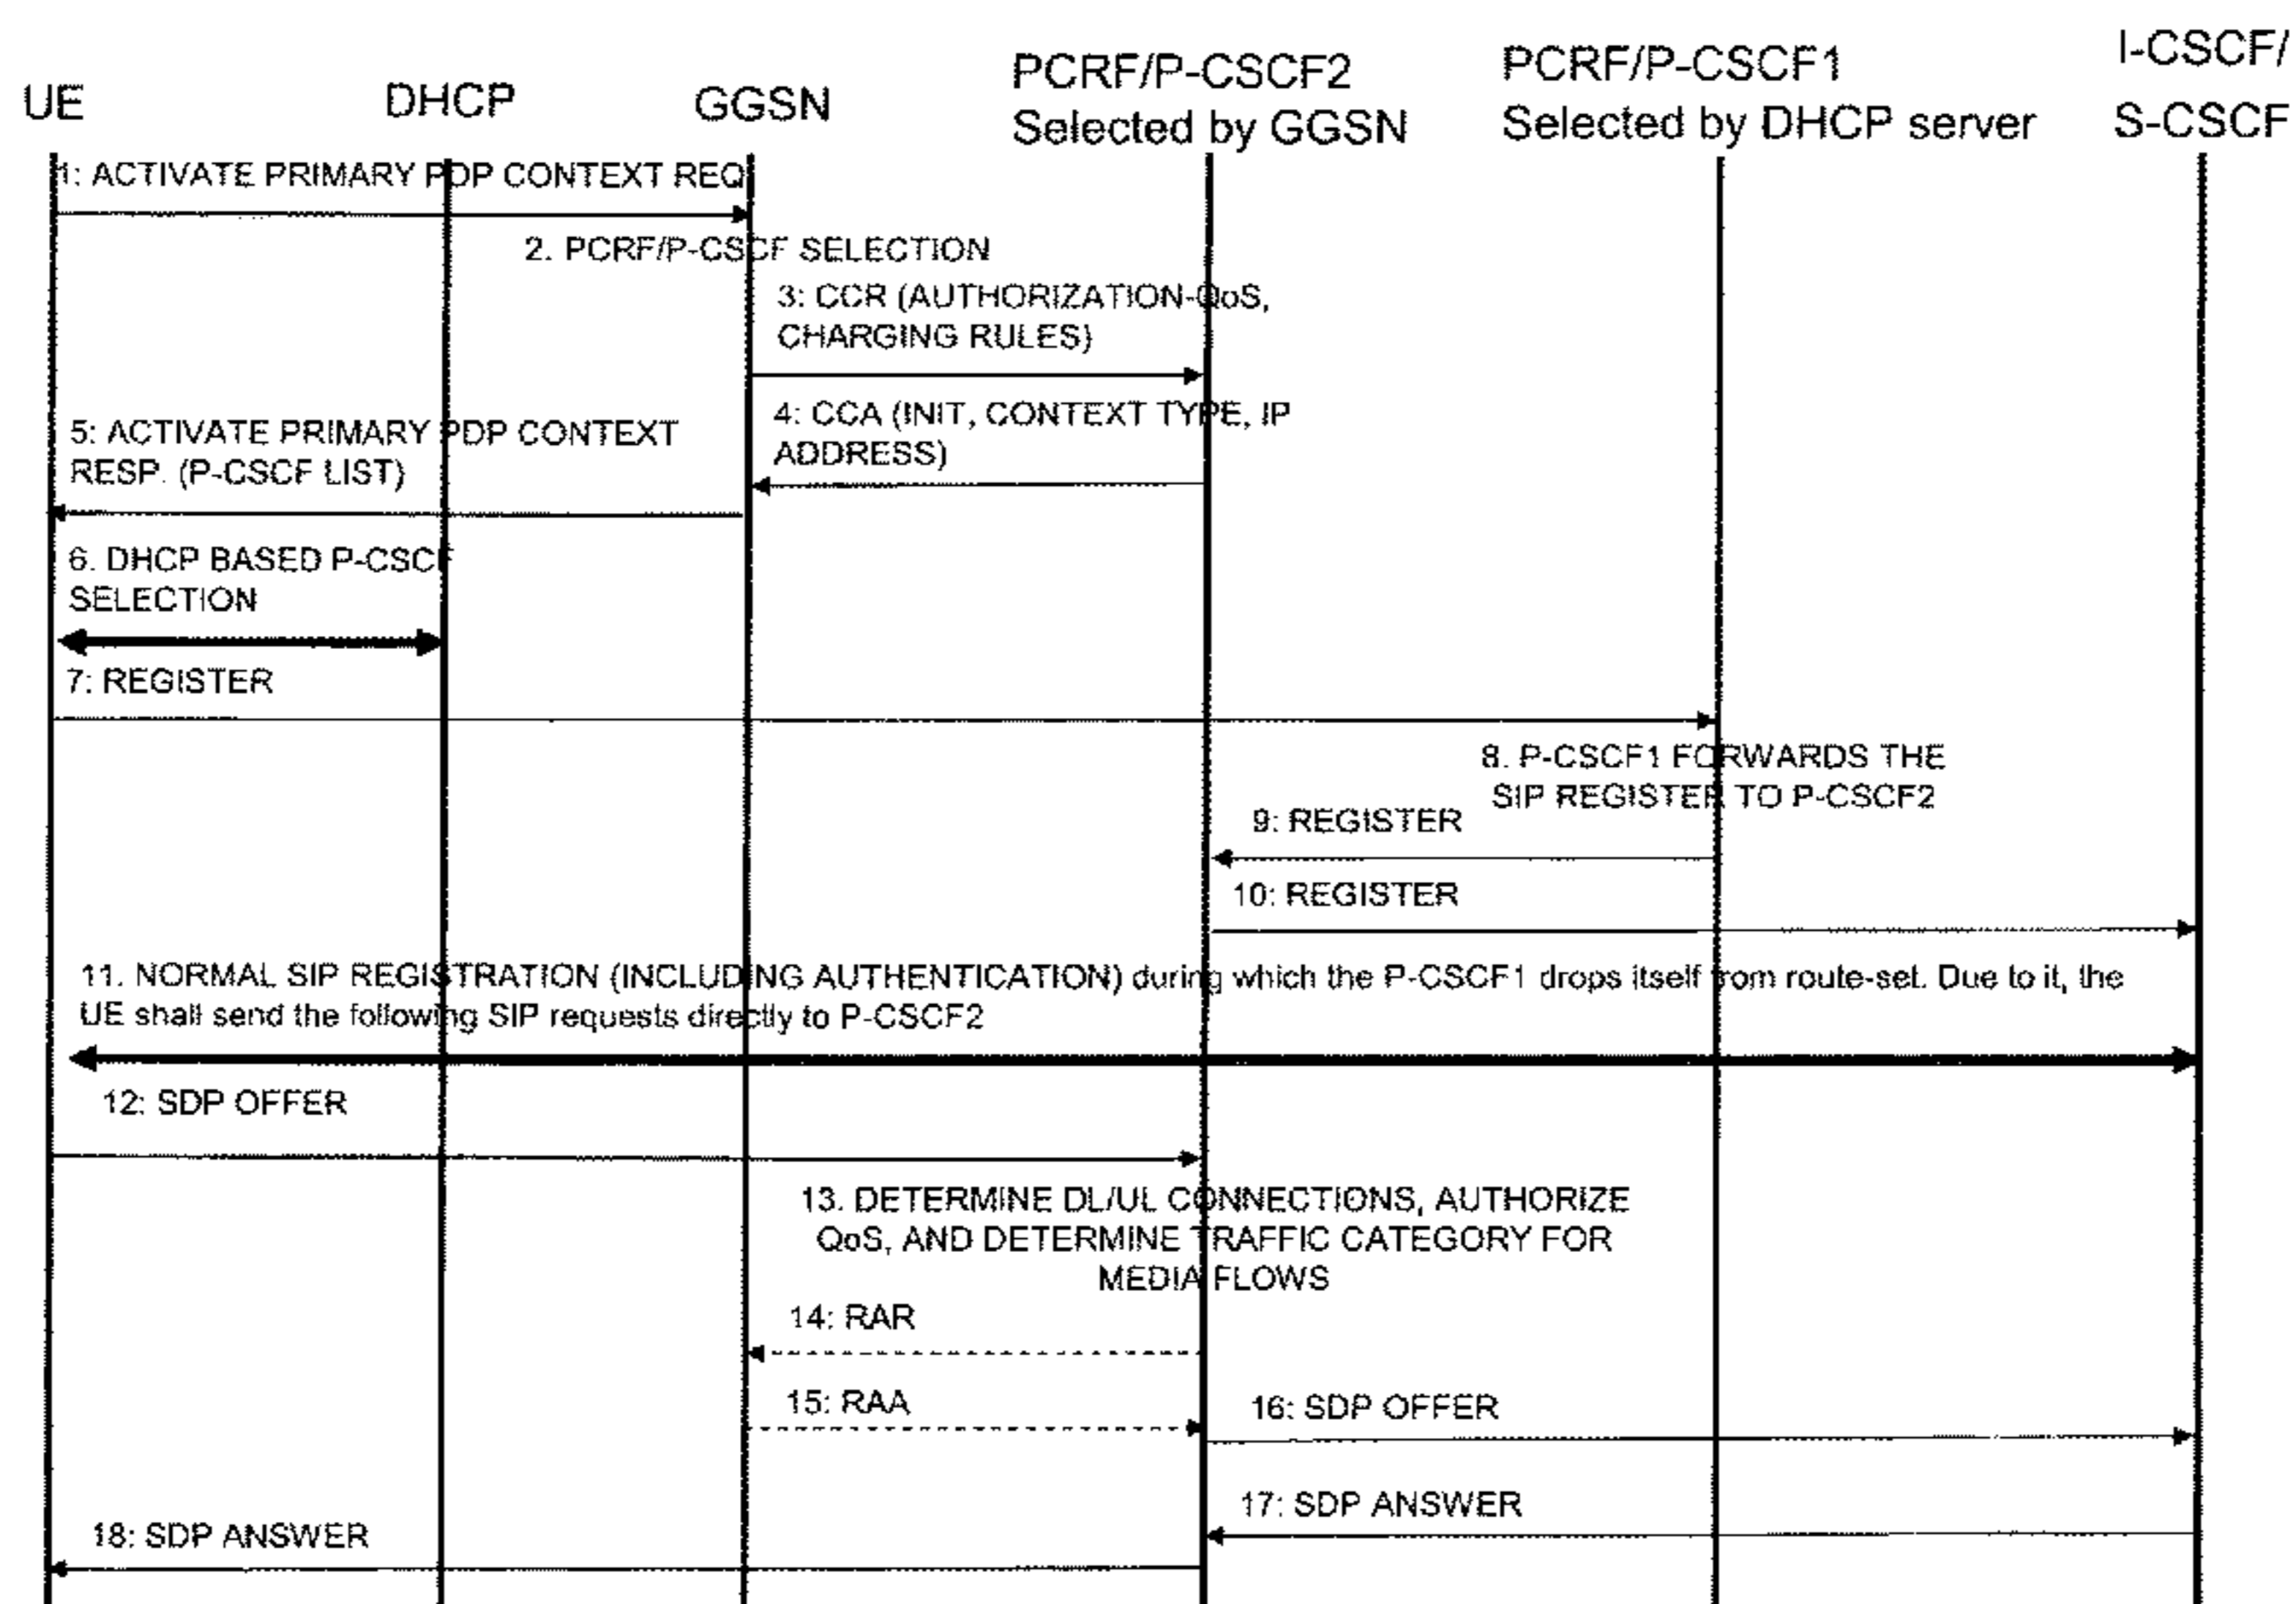 I-CSCF/
PCRF/P-CSCF2
PCRF/P-CSCF1
UE
DHCP
GGSN
Selected by GGSN
Selected by DHCP server
S-CSCF
1: ACTIVATE PRIMARY PDP CONTEXT REQ
2. PCRF/P-CSCF SELECTION
3: CCR (AUTHORIZATION-QoS,
CHARGING RULES)
4: CCA (INIT, CONTEXT TYPE, IP
ADDRESS)
5: ACTIVATE PRIMARY PDP CONTEXT
RESP. (P-CSCF LIST)
6. DHCP BASED P-CSCF
SELECTION
7: REGISTER
8. P-CSCF1 FORWARDS THE
SIP REGISTER TO P-CSCF2
9: REGISTER
10: REGISTER
11. NORMAL SIP REGISTRATION (INCLUDING AUTHENTICATION) during which the P-CSCF1 drops itself from route-set. Due to it, the
UE shall send the following SIP requests directly to P-CSCF2
12: SDP OFFER
13. DETERMINE DL/UL CONNECTIONS, AUTHORIZE
QoS, AND DETERMINE TRAFFIC CATEGORY FOR
MEDIA FLOWS
14: RAR
15: RAA
16: SDP OFFER
17: SDP ANSWER
18: SDP ANSWER